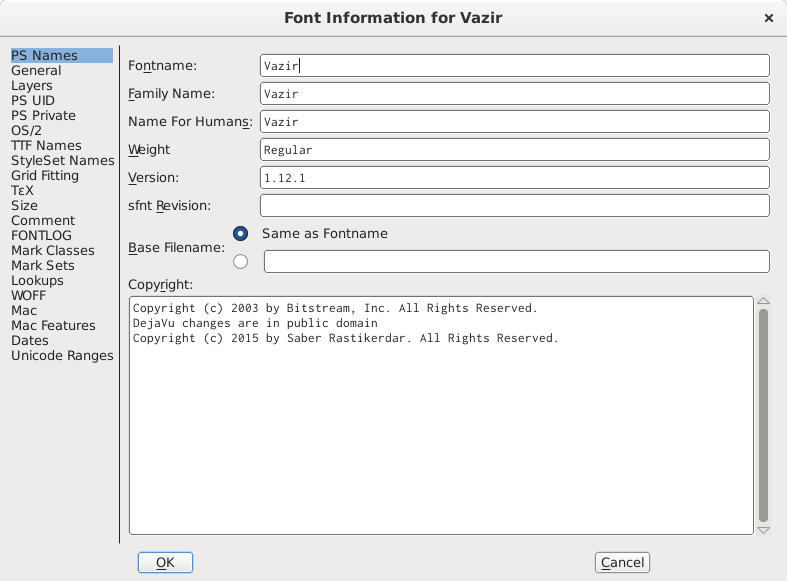 Font Information for Vazir
PS Names
General
Layers
PS UID
PS Private
OS/2
TTF Names
StyleSet Names
Grid Fitting
ΤεΧ
Size
Comment
FONTLOG
Mark Classes
Mark Sets
Lookups
WOFF
Mac
Mac Features
Dates
Unicode Ranges
Fontname: Vazir
Family Name: Vazir
Name For Humans: Vazir
Weight Regular
Version: 1.12.1
sfnt Revision:
Base Filename: Same as Fontname
Copyright:
Copyright (c) 2003 by Bitstream, Inc. All Rights Reserved.
DejaVu changes are in public domain
Copyright (c) 2015 by Saber Rastikerdar. All Rights Reserved.
OK Cancel